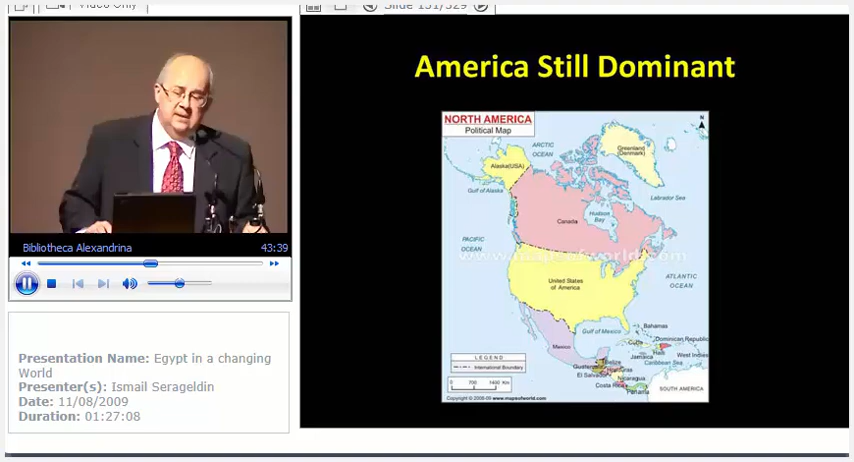 Video Only
Slide 131/329
America Still Dominant
NORTH AMERICA
Political Map
N
ARCTIC
OCEAN
Greenland
(Denmark)
Alaska(USA)
Gulf of Alaska
Labrador Sea
Canada
Hudson
Bay
PACIFIC
OCEAN
www.mapsofworld.com
United States
of America
ATLANTIC
OCEAN
Gulf of Mexico
Bahamas
Mexico
Cuba
Dominican Republic
Haiti
Jamaica
West Indies
Belize
Caribbean Sea
Guatemala
Honduras
El Salvador
Nicaragua
Costa Rica
Panama
SOUTH AMERICA
LEGEND
International Boundary
0 700 1400 Km
Copyright © 2008-09 www.mapsofworld.com
Bibliotheca Alexandrina
43:39
Presentation Name: Egypt in a changing
World
Presenter(s): Ismail Serageldin
Date: 11/08/2009
Duration: 01:27:08